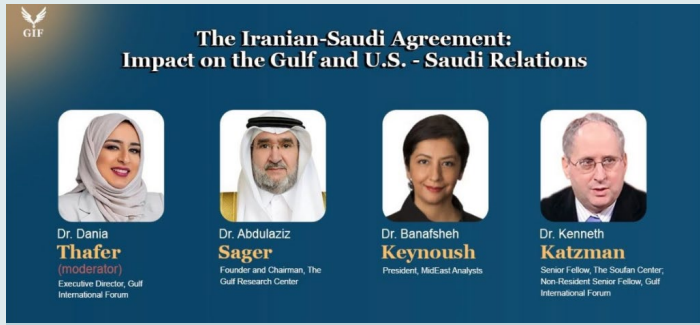 GIF
The Iranian-Saudi Agreement:
Impact on the Gulf and U.S. - Saudi Relations
Dr. Dania
Thafer
(moderator)
Executive Director, Gulf
International Forum
Dr. Abdulaziz
Sager
Founder and Chairman, The
Gulf Research Center
Dr. Banafsheh
Keynoush
President, MidEast Analysts
Dr. Kenneth
Katzman
Senior Fellow, The Soufan Center;
Non-Resident Senior Fellow, Gulf
International Forum